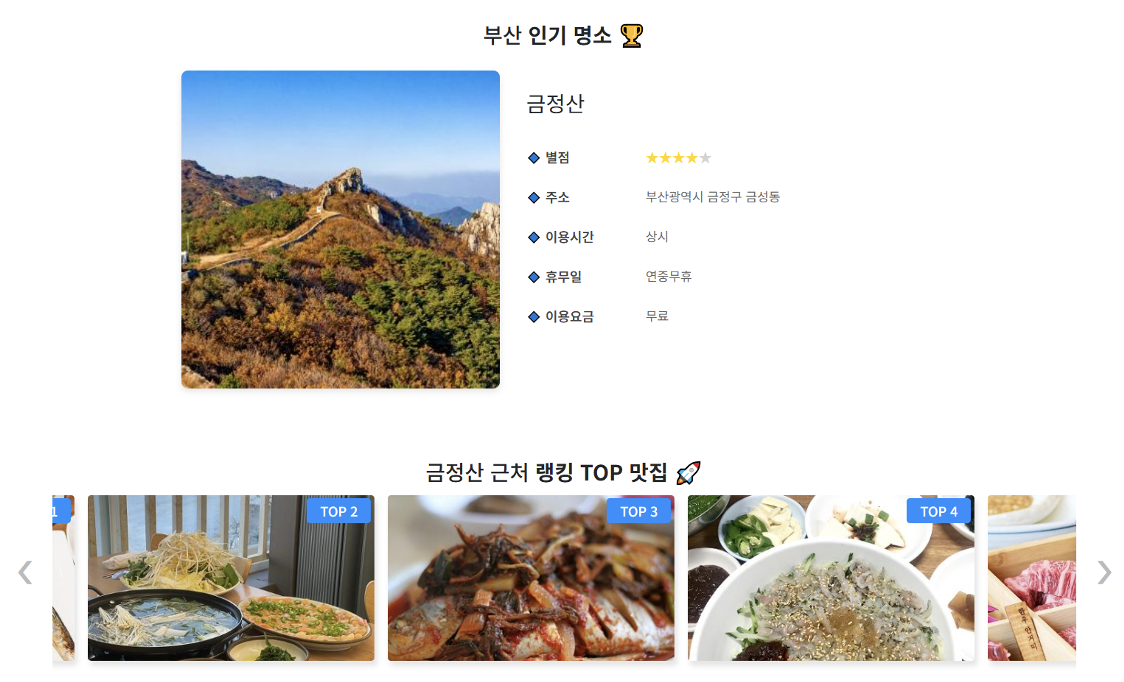 부산 인기 명소 🏆
금정산
별점 ★★★★★
주소 부산광역시 금정구 금성동
이용시간 상시
휴무일 연중무휴
이용요금 무료
금정산 근처 랭킹 TOP 맛집 🚀
1
TOP 2
TOP 3
TOP 4